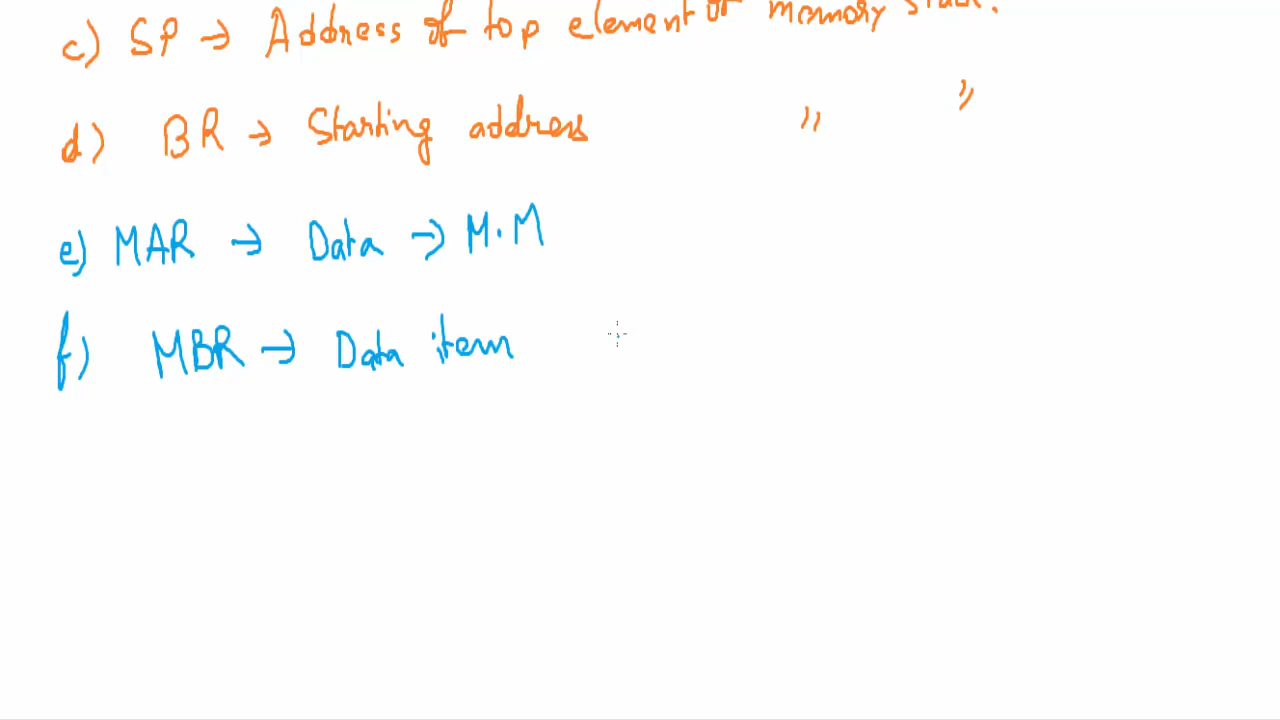 c) SP → Address of top element of memory stack.
d) BR → Starting address " "
e) MAR → Data → M.M
f) MBR → Data item